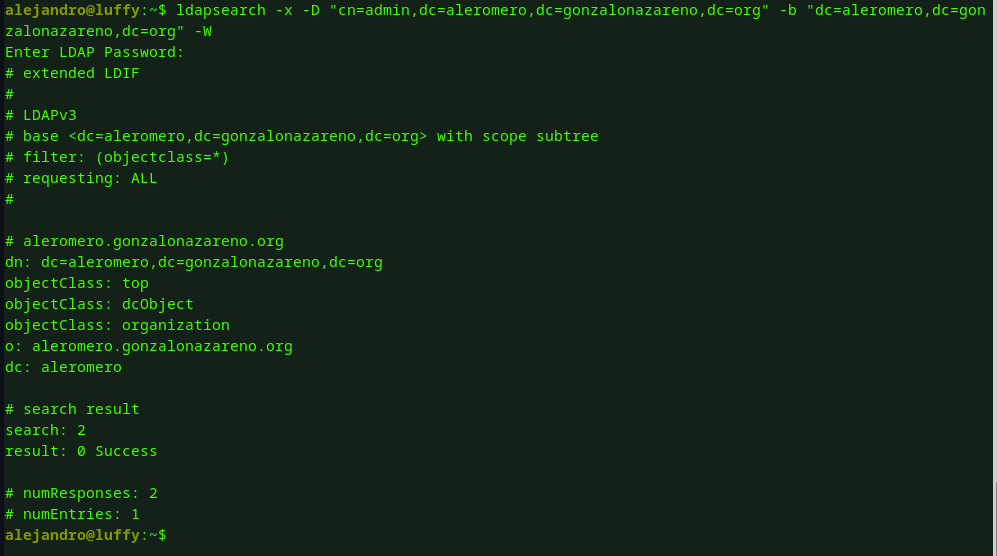 alejandro@luffy:~$ ldapsearch -x -D "cn=admin,dc=aleromero,dc=gonzalonazareno,dc=org" -b "dc=aleromero,dc=gon
zalonazareno,dc=org" -W
Enter LDAP Password:
# extended LDIF
#
# LDAPv3
# base <dc=aleromero,dc=gonzalonazareno,dc=org> with scope subtree
# filter: (objectclass=*)
# requesting: ALL
#
# aleromero.gonzalonazareno.org
dn: dc=aleromero,dc=gonzalonazareno,dc=org
objectClass: top
objectClass: dcObject
objectClass: organization
o: aleromero.gonzalonazareno.org
dc: aleromero
# search result
search: 2
result: 0 Success
# numResponses: 2
# numEntries: 1
alejandro@luffy:~$